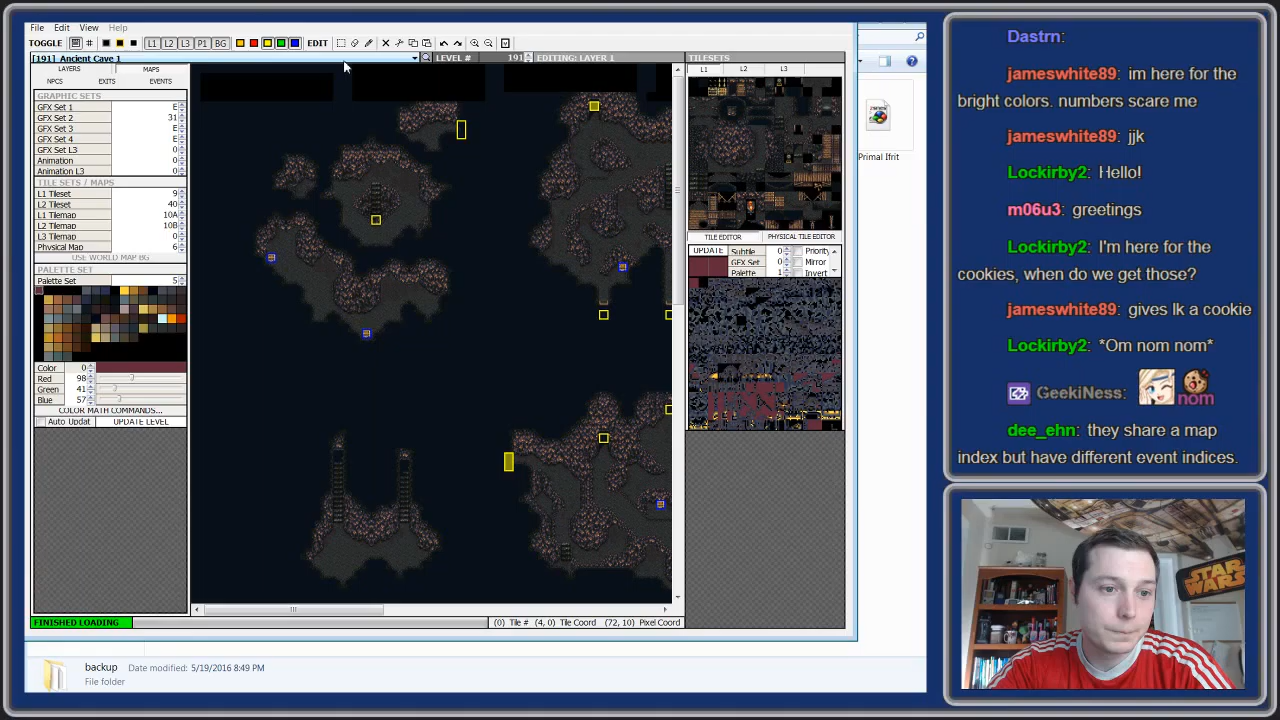 File Edit View Help
TOGGLE L1 L2 L3 P1 BG EDIT
[191] Ancient Cave 1 LEVEL # 191 EDITING: LAYER 1 TILESETS
LAYERS MAPS
NPCS EXITS EVENTS
L1 L2 L3
GRAPHIC SETS
GFX Set 1 E
GFX Set 2 31
GFX Set 3 E
GFX Set 4 E
GFX Set L3 0
Animation 0
Animation L3 0
TILE SETS / MAPS
L1 Tileset 9
L2 Tileset 40
L1 Tilemap 10A
L2 Tilemap 10B
L3 Tilemap 0
Physical Map 6
USE WORLD MAP BG
PALETTE SET
Palette Set 5
Color 0
Red 98
Green 41
Blue 57
COLOR MATH COMMANDS...
Auto Updat UPDATE LEVEL
TILE EDITOR PHYSICAL TILE EDITOR
UPDATE Subtile 0 Priority
GFX Set 0 Mirror
Palette 1 Invert
FINISHED LOADING
(0) Tile # (4, 0) Tile Coord (72, 10) Pixel Coord
Primal Ifrit
backup Date modified: 5/19/2016 8:49 PM
File folder
Dastrn:
jameswhite89: im here for the
bright colors. numbers scare me
jameswhite89: jjk
Lockirby2: Hello!
m06u3: greetings
Lockirby2: I'm here for the
cookies, when do we get those?
jameswhite89: gives lk a cookie
Lockirby2: *Om nom nom*
GeekiNess: nom
dee_ehn: they share a map
index but have different event indices.
STAR
WARS